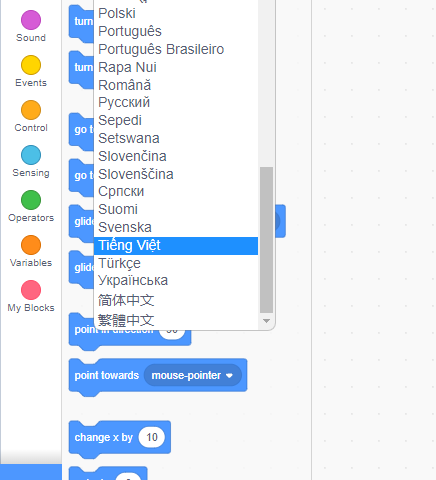 Sound
Events
Control
Sensing
Operators
Variables
My Blocks
turn
turn
go to
go to
glide
glide
Polski
Português
Português Brasileiro
Rapa Nui
Română
Русский
Sepedi
Setswana
Slovenčina
Slovenščina
Српски
Suomi
Svenska
Tiếng Việt
Türkçe
Українська
简体中文
繁體中文
point in direction 90
point towards mouse-pointer
change x by 10